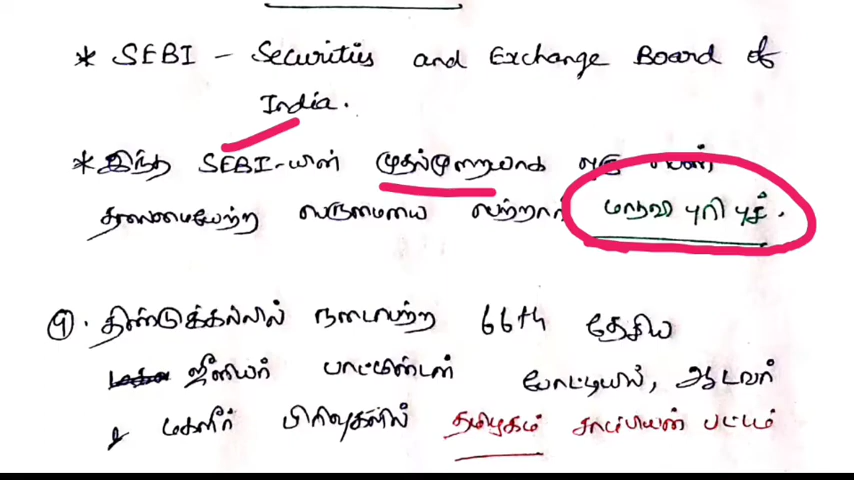 * SEBI - Securities and Exchange Board of
India.
* இந்த SEBI-யின் முதல்முறையாக ஒரு பெண்
தலைமையேற்ற பெருமையை பெற்றார் மாதவி புரி புச்.
9. திண்டுக்கல்லில் நடைபெற்ற 66th தேசிய
ஜூனியர் பாட்மிண்டன் போட்டியில், ஆடவர்
& மகளிர் பிரிவுகளில் தமிழகம் சாம்பியன் பட்டம்